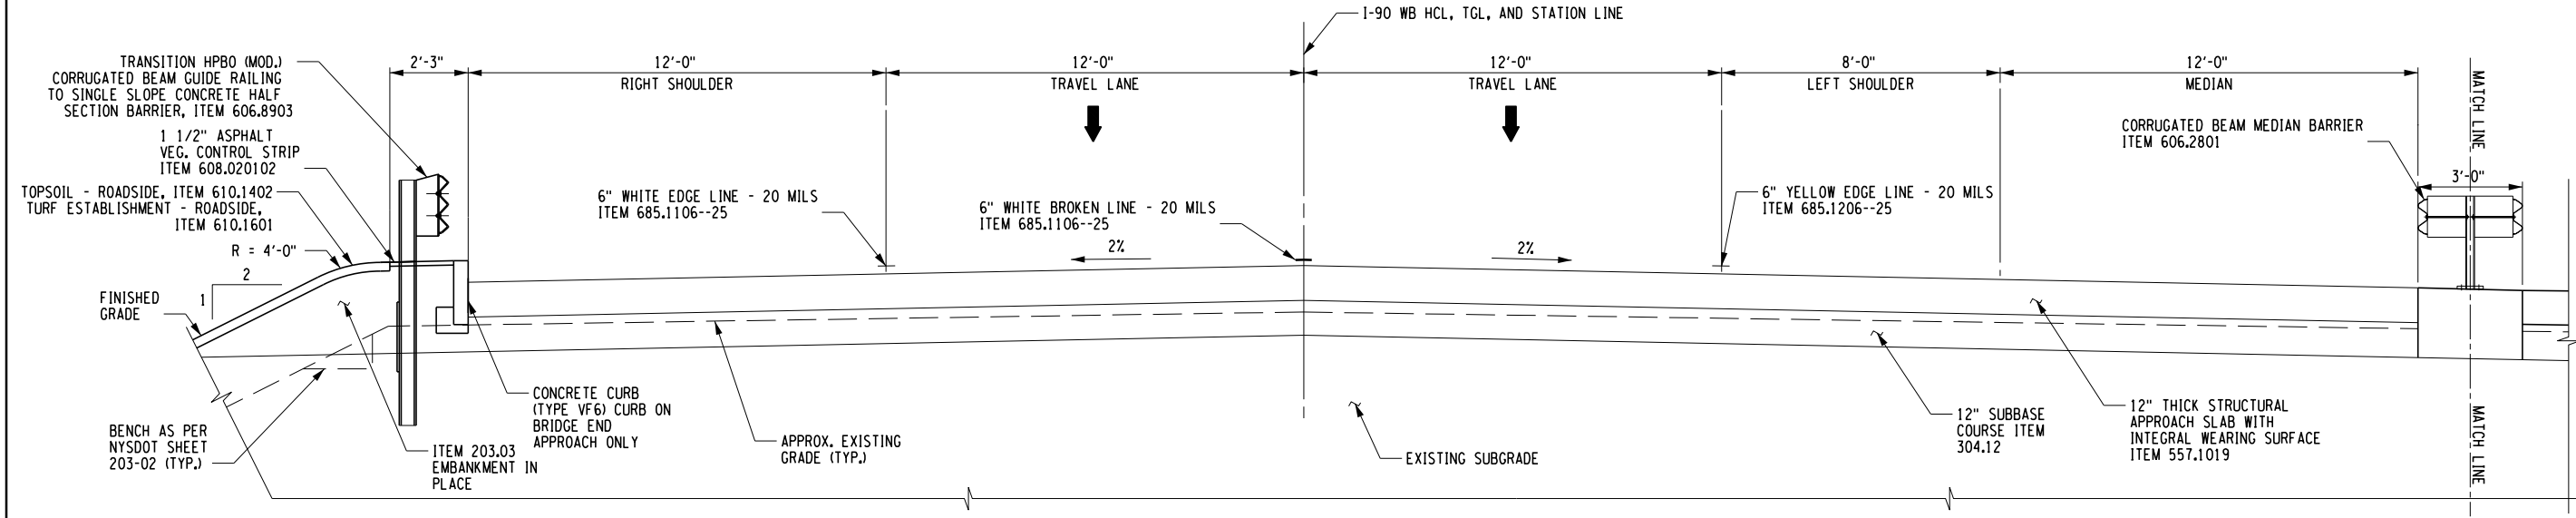 I-90 WB HCL, TGL, AND STATION LINE
TRANSITION HPBO (MOD.)
CORRUGATED BEAM GUIDE RAILING
TO SINGLE SLOPE CONCRETE HALF
SECTION BARRIER, ITEM 606.8903
2'-3"
12'-0"
RIGHT SHOULDER
12'-0"
TRAVEL LANE
12'-0"
TRAVEL LANE
8'-0"
LEFT SHOULDER
12'-0"
MEDIAN
MATCH LINE
1 1/2" ASPHALT
VEG. CONTROL STRIP
ITEM 608.020102
CORRUGATED BEAM MEDIAN BARRIER
ITEM 606.2801
3'-0"
TOPSOIL - ROADSIDE, ITEM 610.1402
TURF ESTABLISHMENT - ROADSIDE,
ITEM 610.1601
6" WHITE EDGE LINE - 20 MILS
ITEM 685.1106--25
6" WHITE BROKEN LINE - 20 MILS
ITEM 685.1106--25
6" YELLOW EDGE LINE - 20 MILS
ITEM 685.1206--25
R = 4'-0"
2%
2%
2
1
FINISHED
GRADE
BENCH AS PER
NYSDOT SHEET
203-02 (TYP.)
ITEM 203.03
EMBANKMENT IN
PLACE
CONCRETE CURB
(TYPE VF6) CURB ON
BRIDGE END
APPROACH ONLY
APPROX. EXISTING
GRADE (TYP.)
EXISTING SUBGRADE
12" SUBBASE
COURSE ITEM
304.12
12" THICK STRUCTURAL
APPROACH SLAB WITH
INTEGRAL WEARING SURFACE
ITEM 557.1019
MATCH LINE